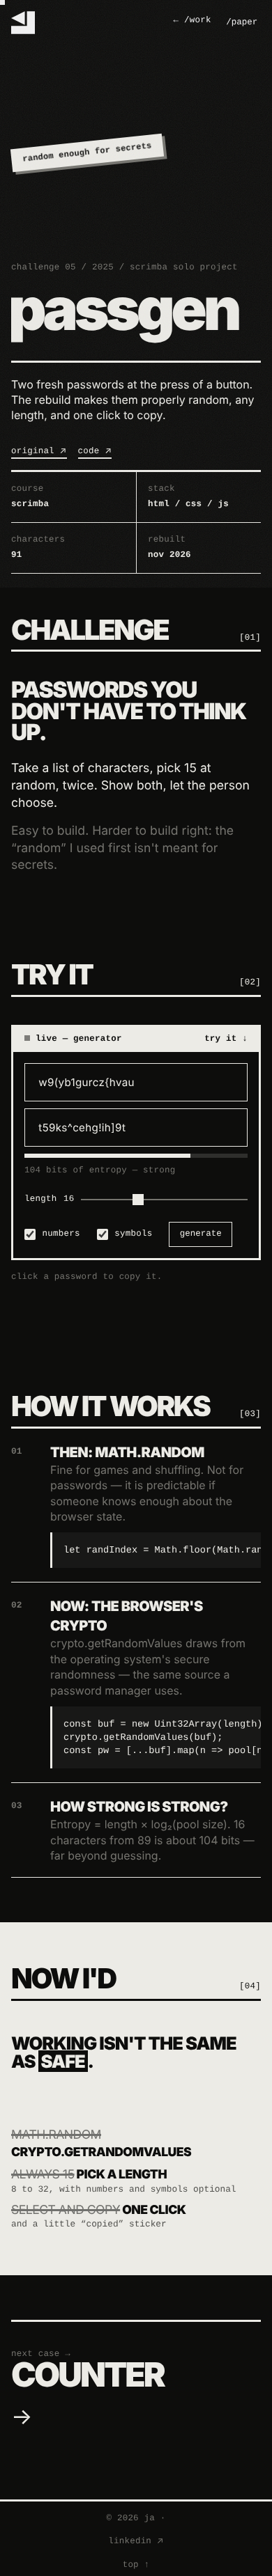 ← /work
/paper
random enough for secrets
challenge 05 / 2025 / scrimba solo project
passgen
Two fresh passwords at the press of a button.
The rebuild makes them properly random, any
length, and one click to copy.
original ↗
code ↗
course
scrimba
stack
html / css / js
characters
91
rebuilt
nov 2026
CHALLENGE
[01]
PASSWORDS YOU
DON'T HAVE TO THINK
UP.
Take a list of characters, pick 15 at
random, twice. Show both, let the person
choose.
Easy to build. Harder to build right: the
“random” I used first isn't meant for
secrets.
TRY IT
[02]
live — generator
try it ↓
w9(yb1gurcz{hvau
t59ks^cehg!ih]9t
104 bits of entropy — strong
length 16
numbers
symbols
generate
click a password to copy it.
HOW IT WORKS
[03]
01
THEN: MATH.RANDOM
Fine for games and shuffling. Not for
passwords — it is predictable if
someone knows enough about the
browser state.
let randIndex = Math.floor(Math.ran
02
NOW: THE BROWSER'S
CRYPTO
crypto.getRandomValues draws from
the operating system's secure
randomness — the same source a
password manager uses.
const buf = new Uint32Array(length)
crypto.getRandomValues(buf);
const pw = [...buf].map(n => pool[n
03
HOW STRONG IS STRONG?
Entropy = length × log₂(pool size). 16
characters from 89 is about 104 bits —
far beyond guessing.
NOW I'D
[04]
WORKING ISN'T THE SAME
AS SAFE.
MATH.RANDOM
CRYPTO.GETRANDOMVALUES
ALWAYS 15 PICK A LENGTH
8 to 32, with numbers and symbols optional
SELECT AND COPY ONE CLICK
and a little “copied” sticker
next case →
COUNTER
→
© 2026 ja ·
linkedin ↗
top ↑